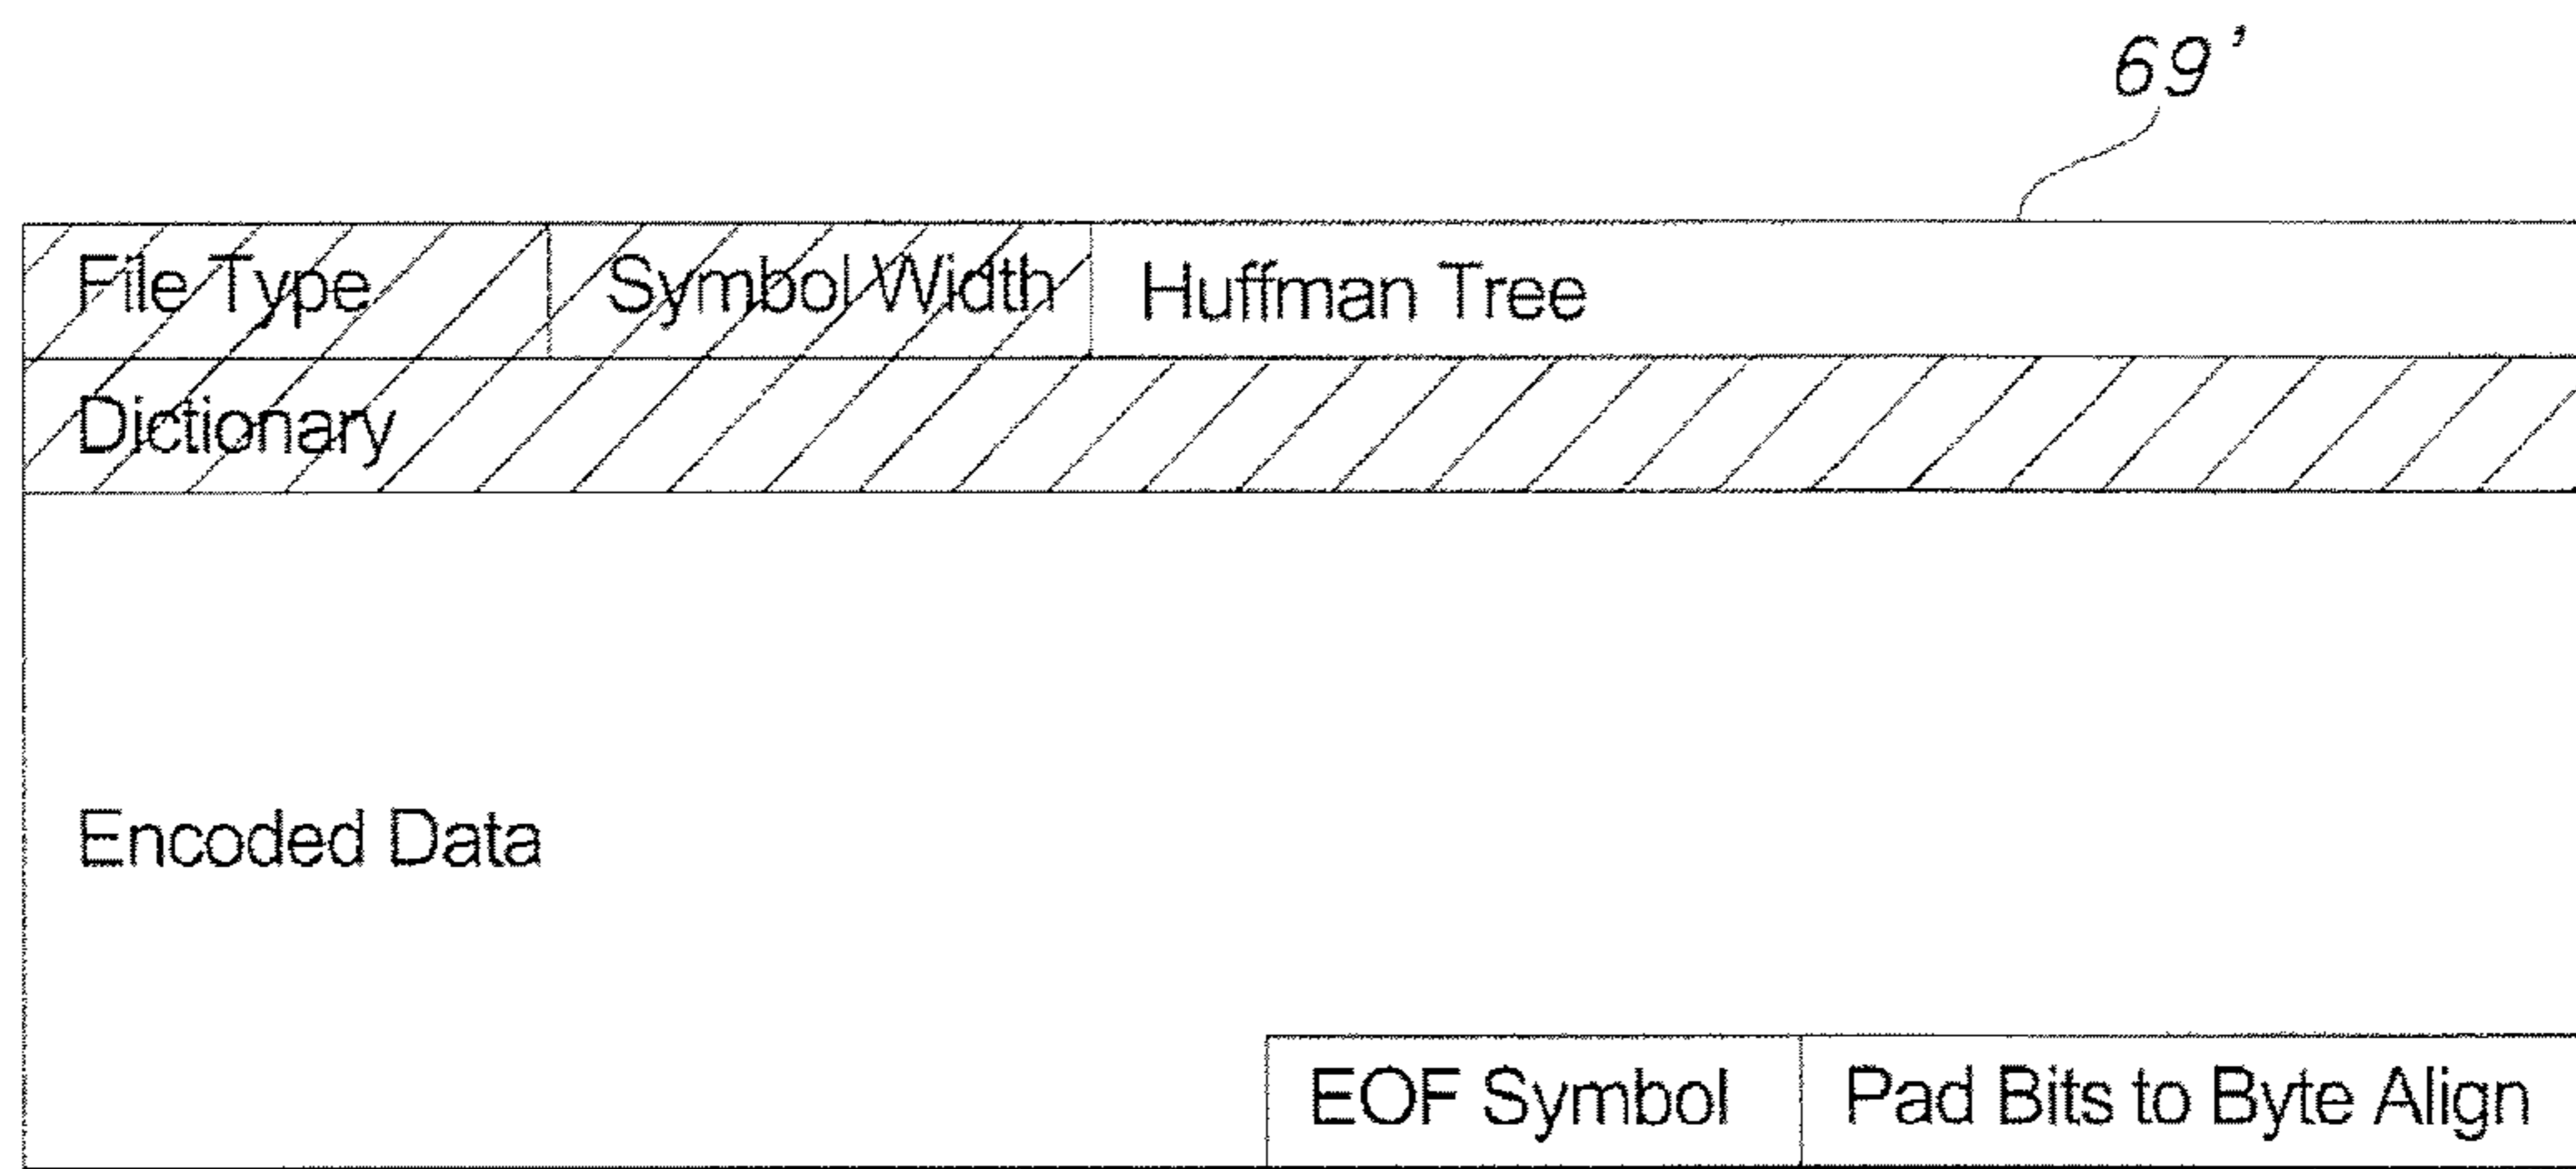 69'
File Type Symbol Width Huffman Tree
Dictionary
Encoded Data
EOF Symbol Pad Bits to Byte Align